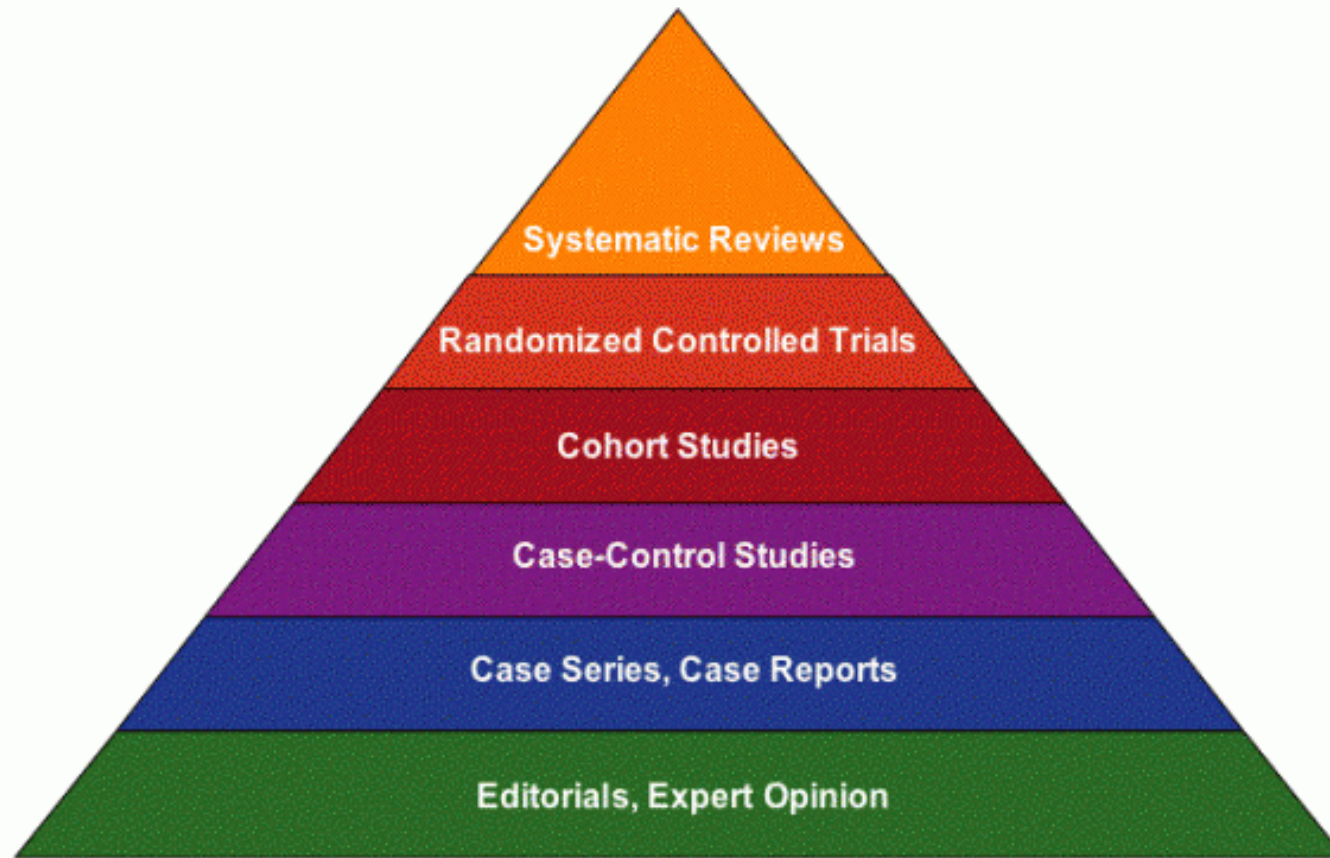 Systematic Reviews
Randomized Controlled Trials
Cohort Studies
Case-Control Studies
Case Series, Case Reports
Editorials, Expert Opinion